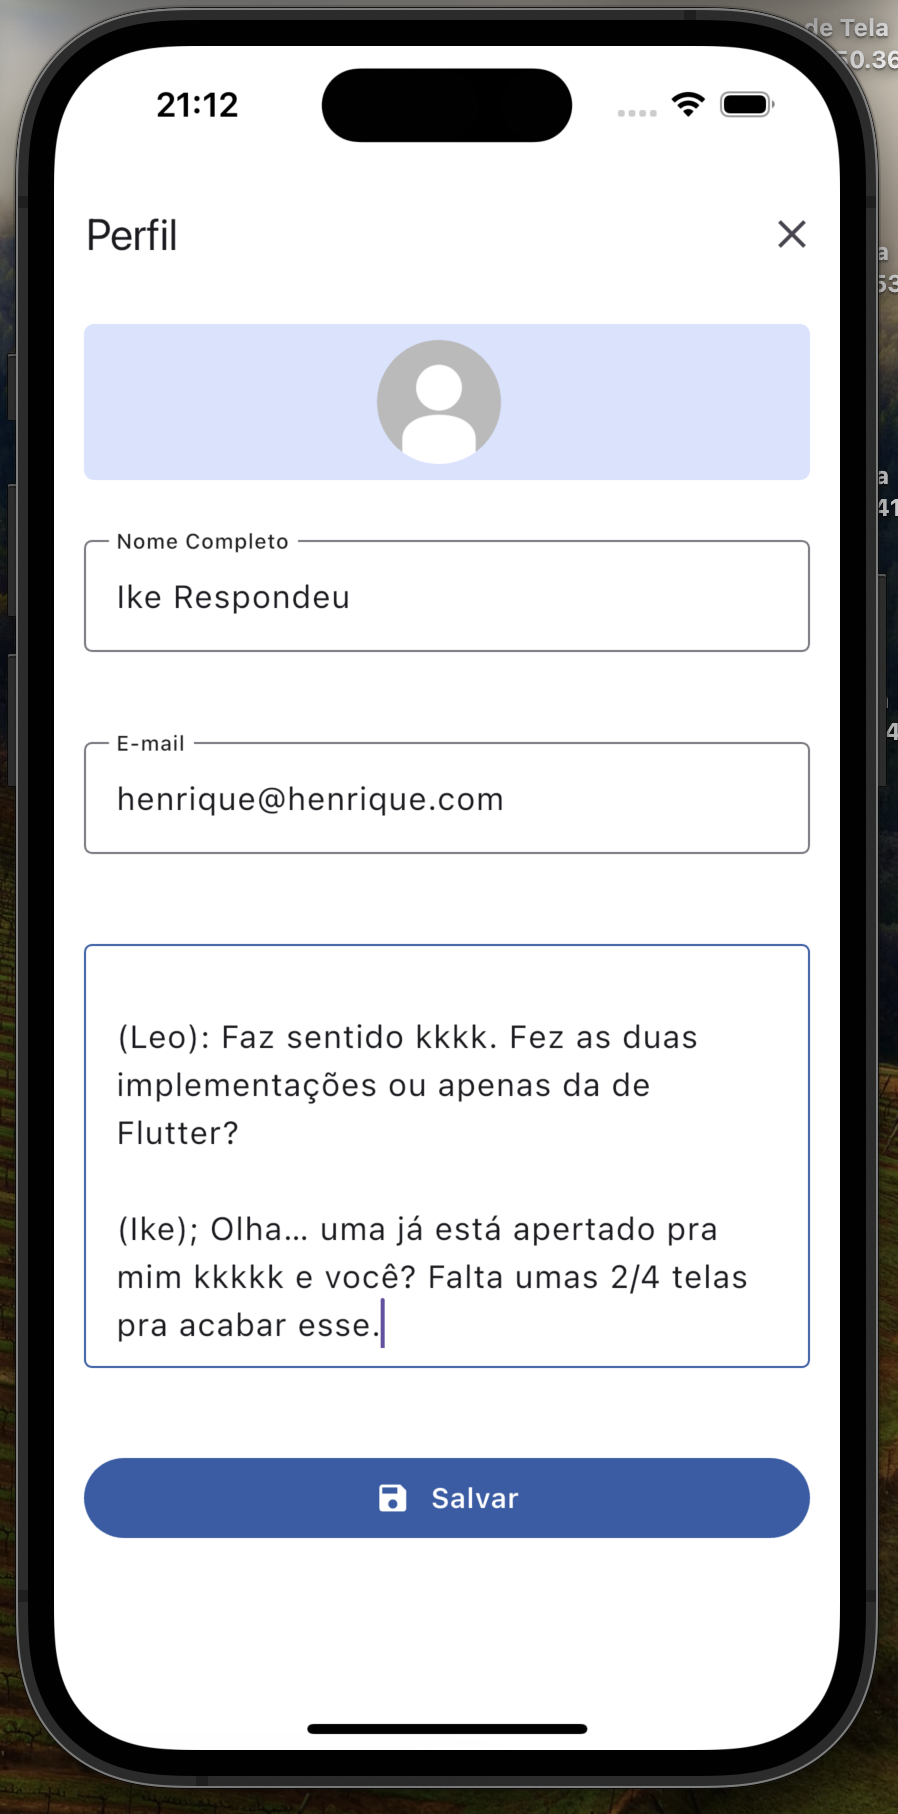 de Tela
50.36
21:12
Perfil
Nome Completo
Ike Respondeu
E-mail
henrique@henrique.com
(Leo): Faz sentido kkkk. Fez as duas
implementações ou apenas da de
Flutter?
(Ike); Olha... uma já está apertado pra
mim kkkkk e você? Falta umas 2/4 telas
pra acabar esse.
Salvar